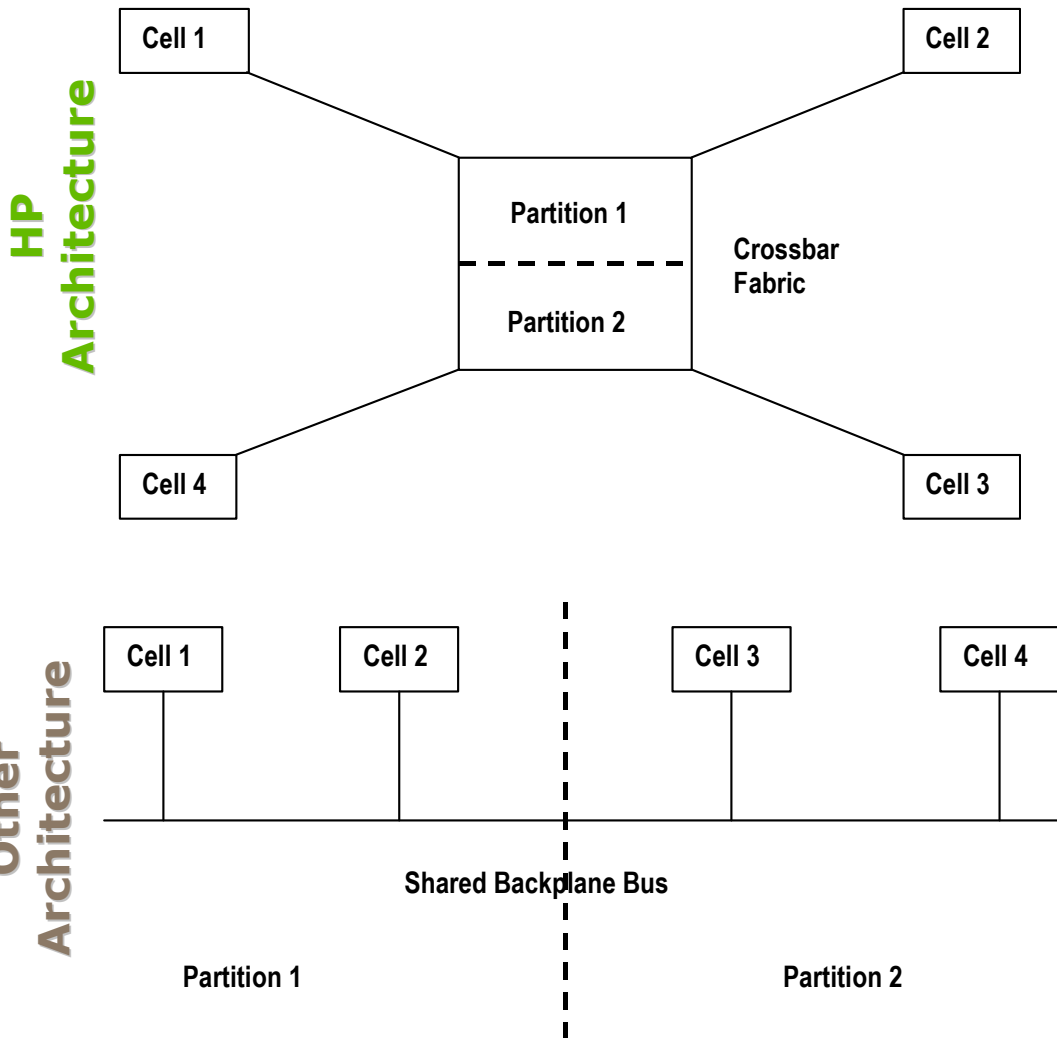 HP
Architecture
Cell 1
Cell 2
Partition 1
Partition 2
Crossbar
Fabric
Cell 4
Cell 3
Other
Architecture
Cell 1
Cell 2
Cell 3
Cell 4
Shared Backplane Bus
Partition 1
Partition 2